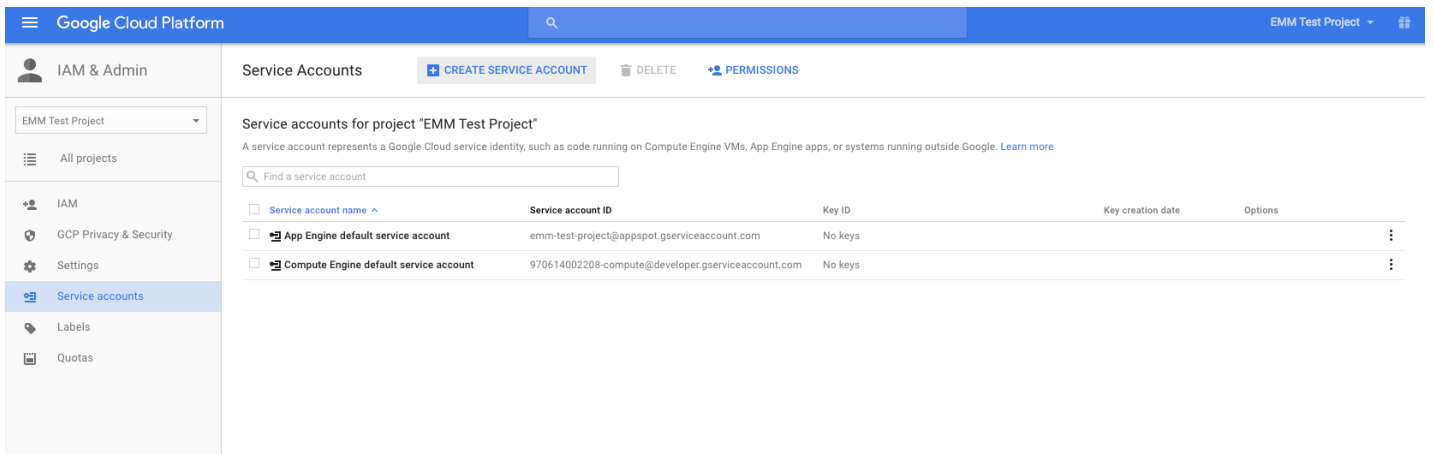 Google Cloud Platform
EMM Test Project
IAM & Admin
Service Accounts
CREATE SERVICE ACCOUNT
DELETE
PERMISSIONS
EMM Test Project
All projects
IAM
GCP Privacy & Security
Settings
Service accounts
Labels
Quotas
Service accounts for project "EMM Test Project"
A service account represents a Google Cloud service identity, such as code running on Compute Engine VMs, App Engine apps, or systems running outside Google. Learn more
Find a service account
Service account name Service account ID Key ID Key creation date Options
App Engine default service account emm-test-project@appspot.gserviceaccount.com No keys
Compute Engine default service account 970614002208-compute@developer.gserviceaccount.com No keys